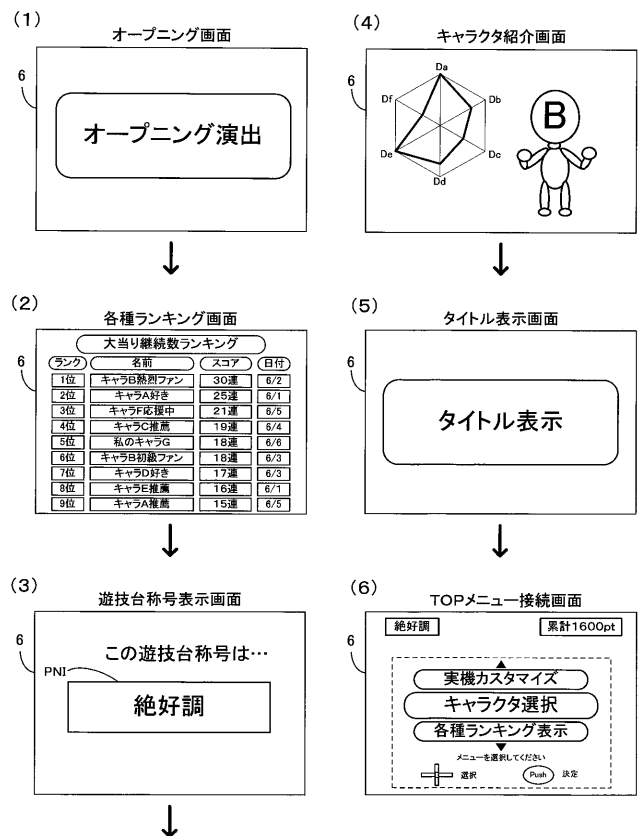 (1)
オープニング画面
6
オープニング演出
(2)
各種ランキング画面
6
大当り継続数ランキング
ランク 名前 スコア 日付
1位 キャラB熱烈ファン 30連 6/2
2位 キャラA好き 25連 6/1
3位 キャラF応援中 21連 6/5
4位 キャラC推薦 19連 6/4
5位 私のキャラG 18連 6/6
6位 キャラB初級ファン 18連 6/3
7位 キャラD好き 17連 6/3
8位 キャラE推薦 16連 6/1
9位 キャラA推薦 15連 6/5
(3)
遊技台称号表示画面
6
この遊技台称号は…
PNI
絶好調
(4)
キャラクタ紹介画面
6
Da
Df Db
B
De Dc
Dd
(5)
タイトル表示画面
6
タイトル表示
(6)
TOPメニュー接続画面
6
絶好調 累計1600pt
実機カスタマイズ
キャラクタ選択
各種ランキング表示
メニューを選択してください
選択 Push 決定